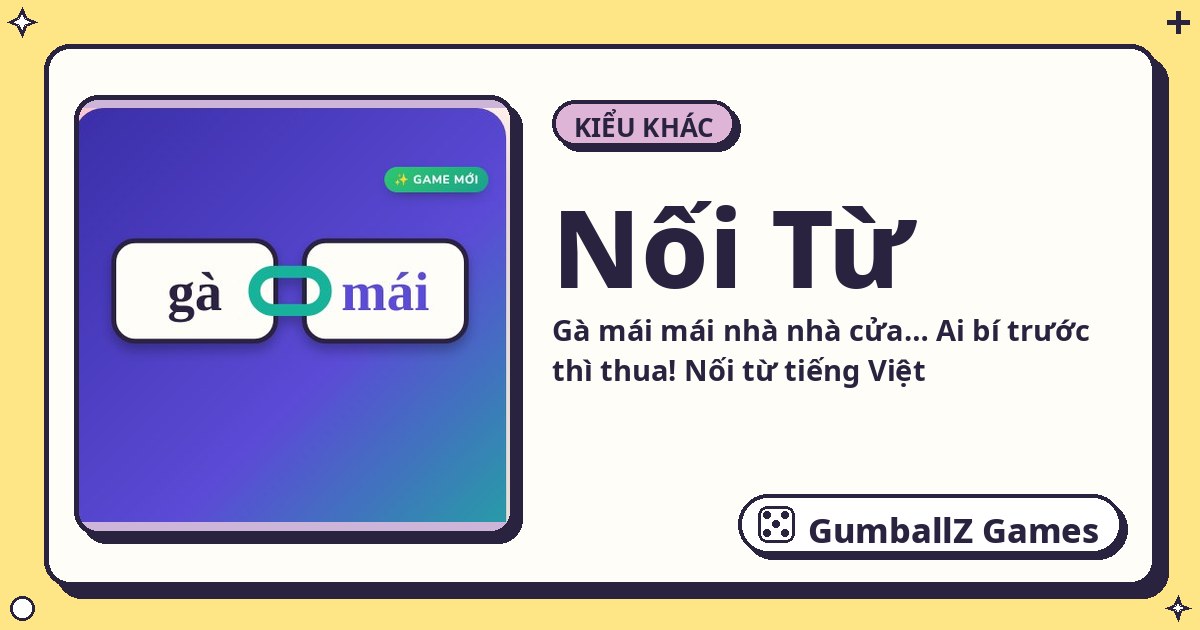 ✨ GAME MỚI
gà mái
KIỂU KHÁC
Nối Từ
Gà mái mái nhà nhà cửa... Ai bí trước
thì thua! Nối từ tiếng Việt
GumballZ Games